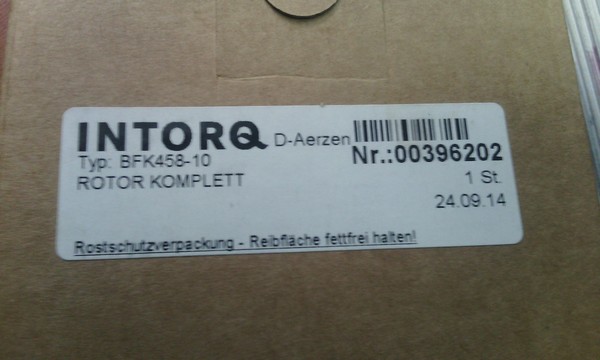 INTORQ D-Aerzen
Typ: BFK458-10
Nr.:00396202
ROTOR KOMPLETT
1 St.
24.09.14
Rostschutzverpackung - Reibfläche fettfrei halten!